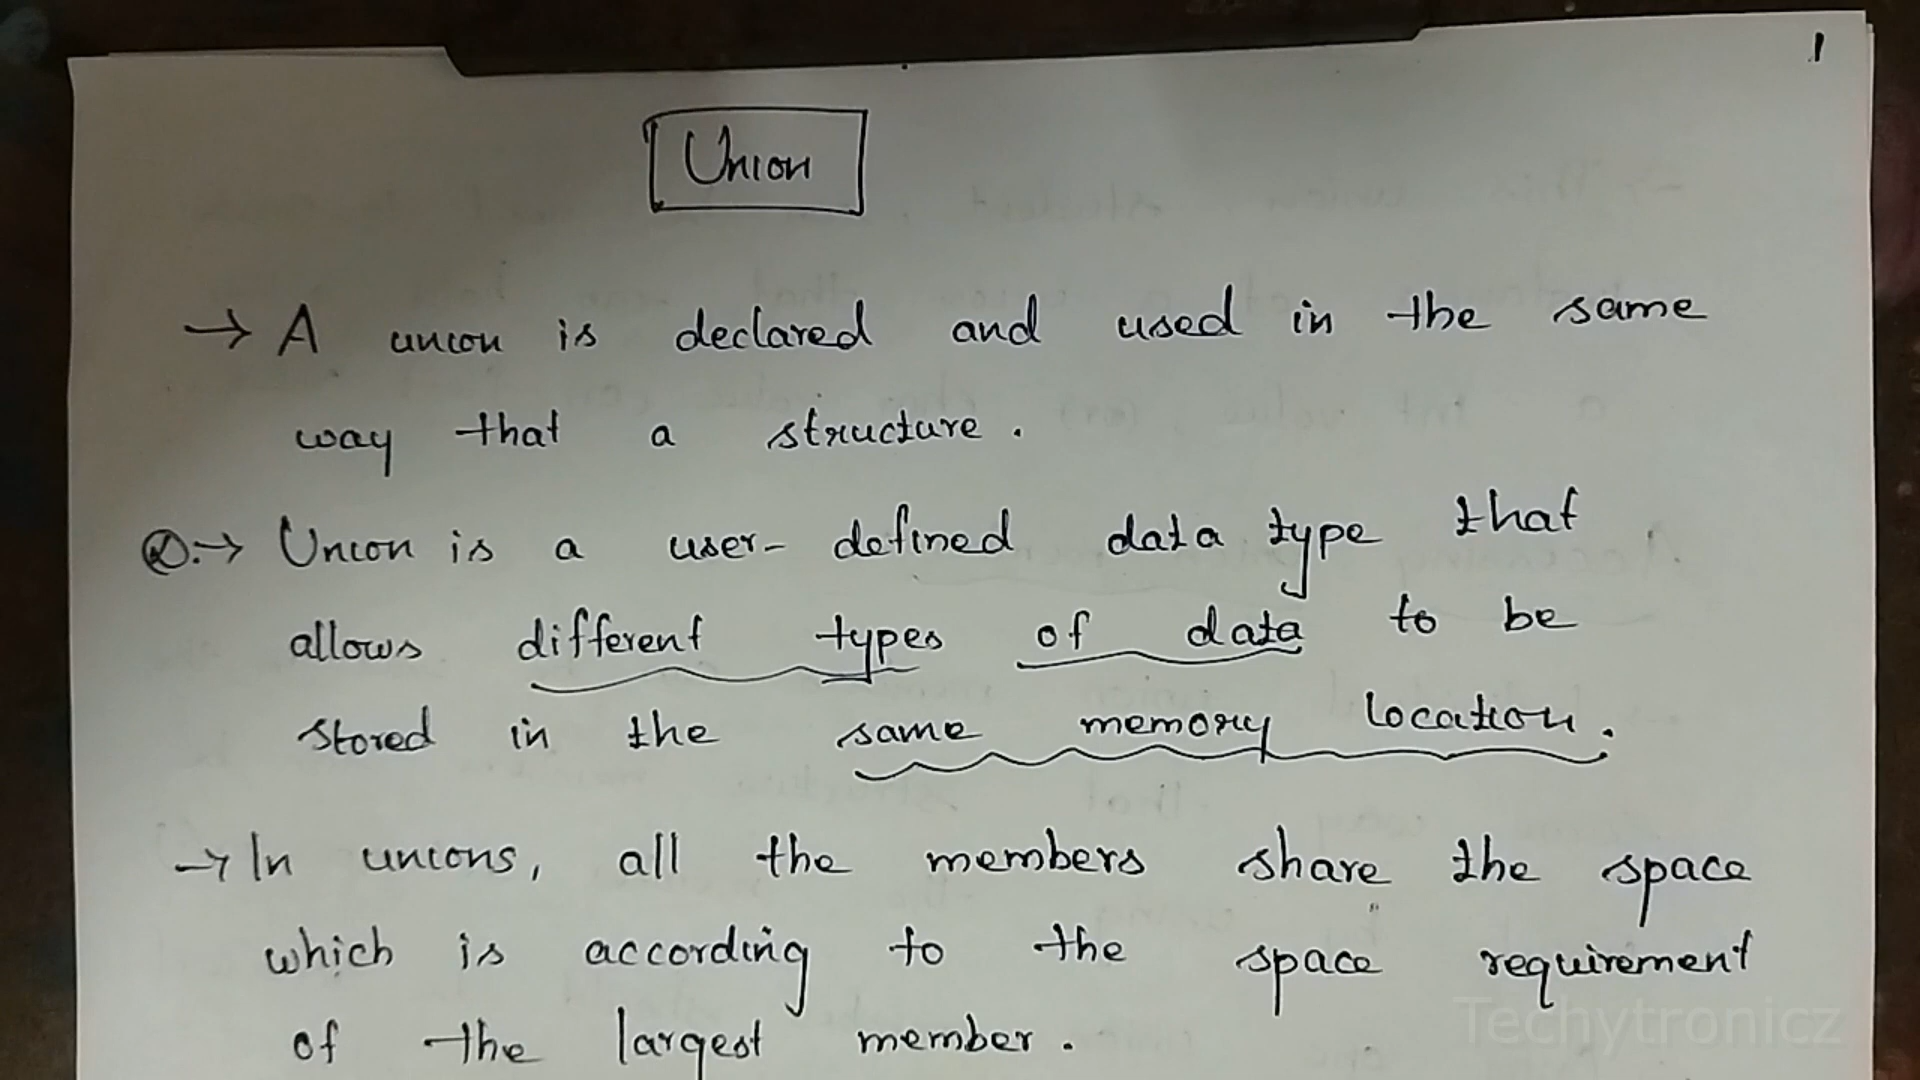 1
Union
→ A union is declared and used in the same
way that a structure.
→ Union is a user-defined data type that
allows different types of data to be
stored in the same memory location.
→ In unions, all the members share the space
which is according to the space requirement
of the largest member.
Techytronicz